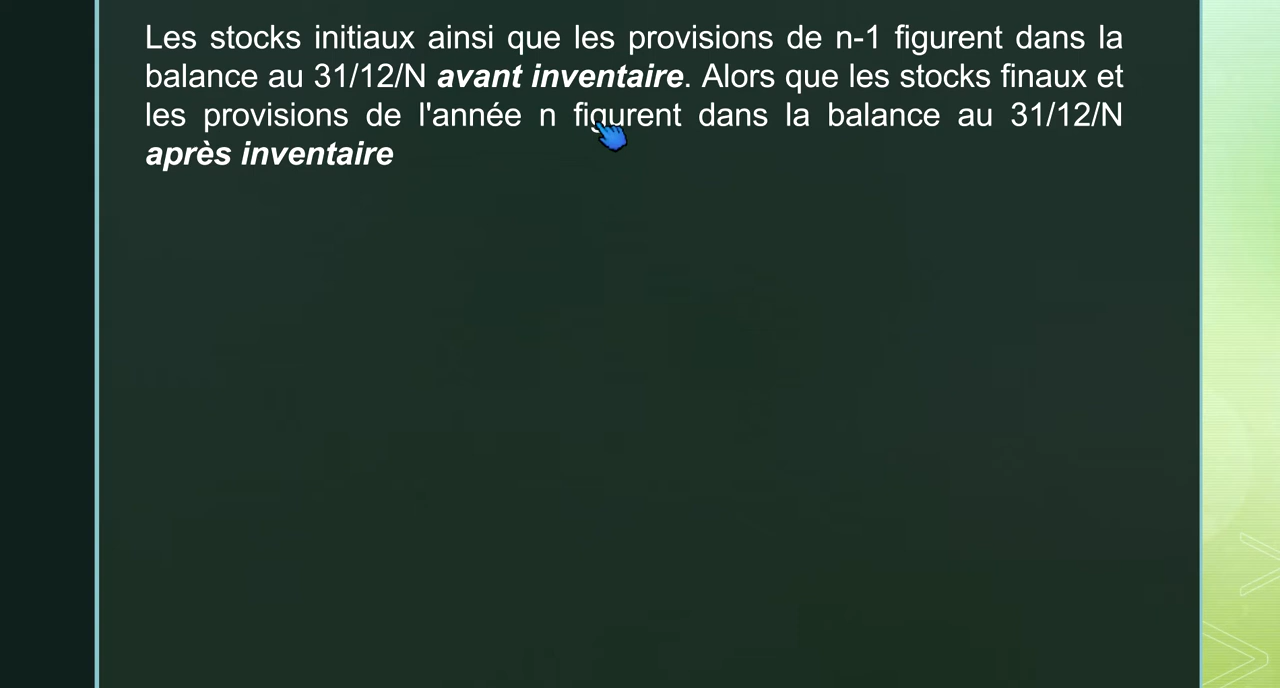 Les stocks initiaux ainsi que les provisions de n-1 figurent dans la
balance au 31/12/N avant inventaire. Alors que les stocks finaux et
les provisions de l'année n figurent dans la balance au 31/12/N
après inventaire